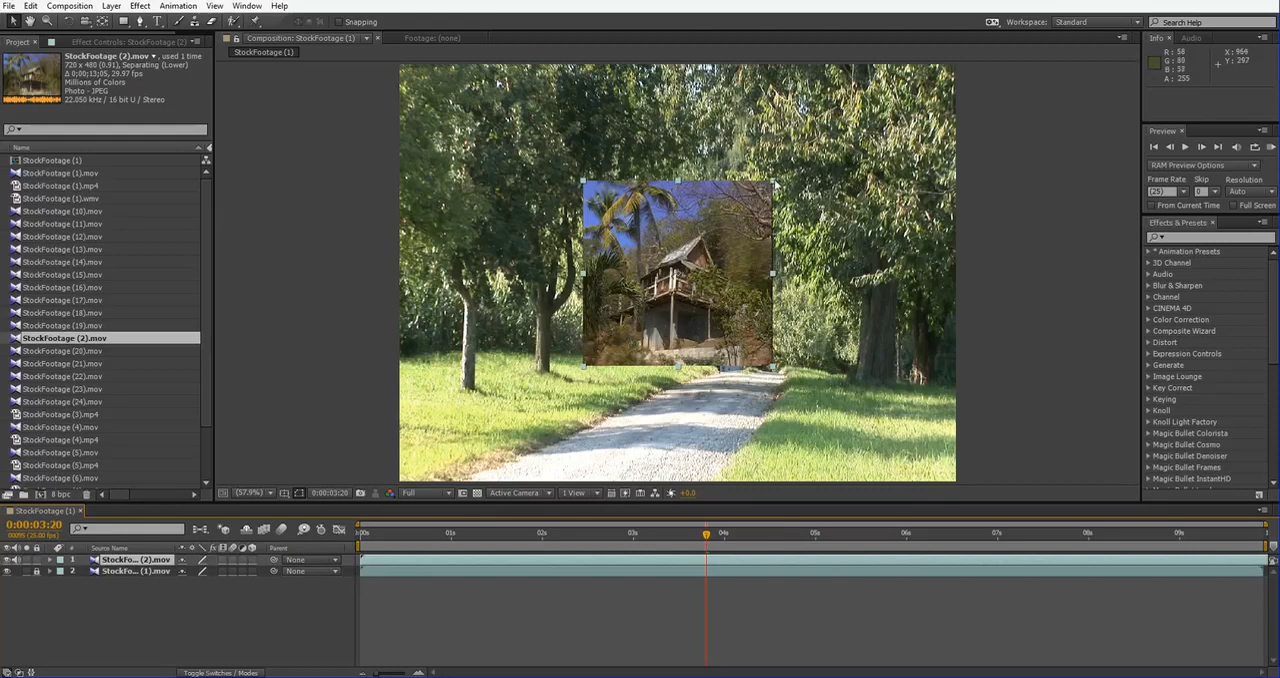 File Edit Composition Layer Effect Animation View Window Help
Snapping
Workspace: Standard
Search Help
Project × Effect Controls: StockFootage (2)
StockFootage (2).mov ▼ , used 1 time
720 x 480 (0.91), Separating (Lower)
Δ 0;00;13;05, 29.97 fps
Millions of Colors
Photo - JPEG
22.050 kHz / 16 bit U / Stereo
Name
StockFootage (1)
StockFootage (1).mov
StockFootage (1).mp4
StockFootage (1).wmv
StockFootage (10).mov
StockFootage (11).mov
StockFootage (12).mov
StockFootage (13).mov
StockFootage (14).mov
StockFootage (15).mov
StockFootage (16).mov
StockFootage (17).mov
StockFootage (18).mov
StockFootage (19).mov
StockFootage (2).mov
StockFootage (20).mov
StockFootage (21).mov
StockFootage (22).mov
StockFootage (23).mov
StockFootage (24).mov
StockFootage (3).mp4
StockFootage (4).mov
StockFootage (4).mp4
StockFootage (5).mov
StockFootage (5).mp4
StockFootage (6).mov
8 bpc
Composition: StockFootage (1)
Footage: (none)
StockFootage (1)
(57.9%) 0:00:03:20 Full Active Camera 1 View +0.0
Info × Audio
R : 58
G : 80
B : 53
A : 255
X : 964
Y : 297
Preview ×
RAM Preview Options
Frame Rate Skip Resolution
(25) 0 Auto
From Current Time Full Screen
Effects & Presets ×
* Animation Presets
3D Channel
Audio
Blur & Sharpen
Channel
CINEMA 4D
Color Correction
Composite Wizard
Distort
Expression Controls
Generate
Image Lounge
Key Correct
Keying
Knoll
Knoll Light Factory
Magic Bullet Colorista
Magic Bullet Cosmo
Magic Bullet Denoiser
Magic Bullet Frames
Magic Bullet InstantHD
StockFootage (1) ×
0:00:03:20
00095 (25.00 fps)
:00s 01s 02s 03s 04s 05s 06s 07s 08s 09s
# Source Name Parent
1 StockFo... (2).mov None
2 StockFo... (1).mov None
Toggle Switches / Modes